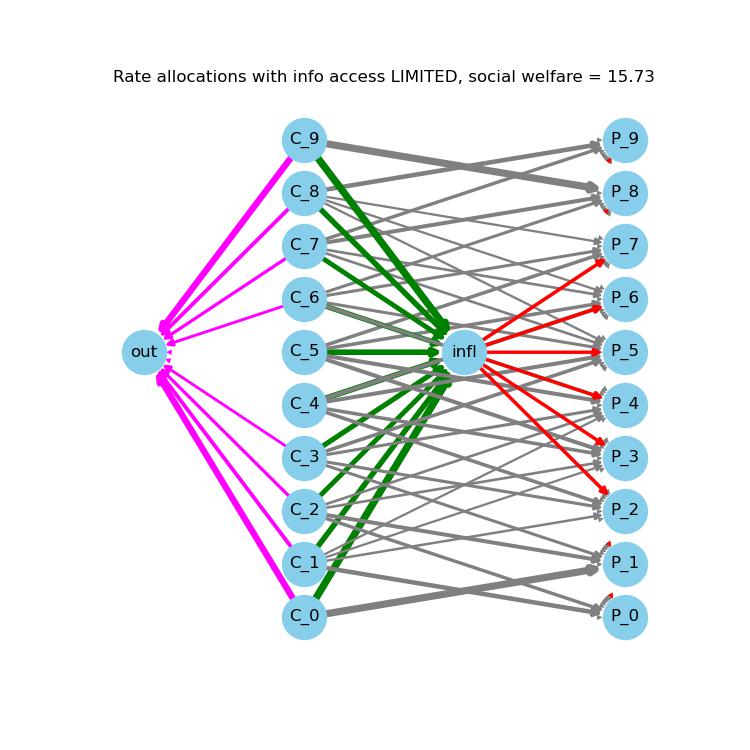 Rate allocations with info access LIMITED, social welfare = 15.73
C_9 P_9
C_8 P_8
C_7 P_7
C_6 P_6
out C_5 infl P_5
C_4 P_4
C_3 P_3
C_2 P_2
C_1 P_1
C_0 P_0